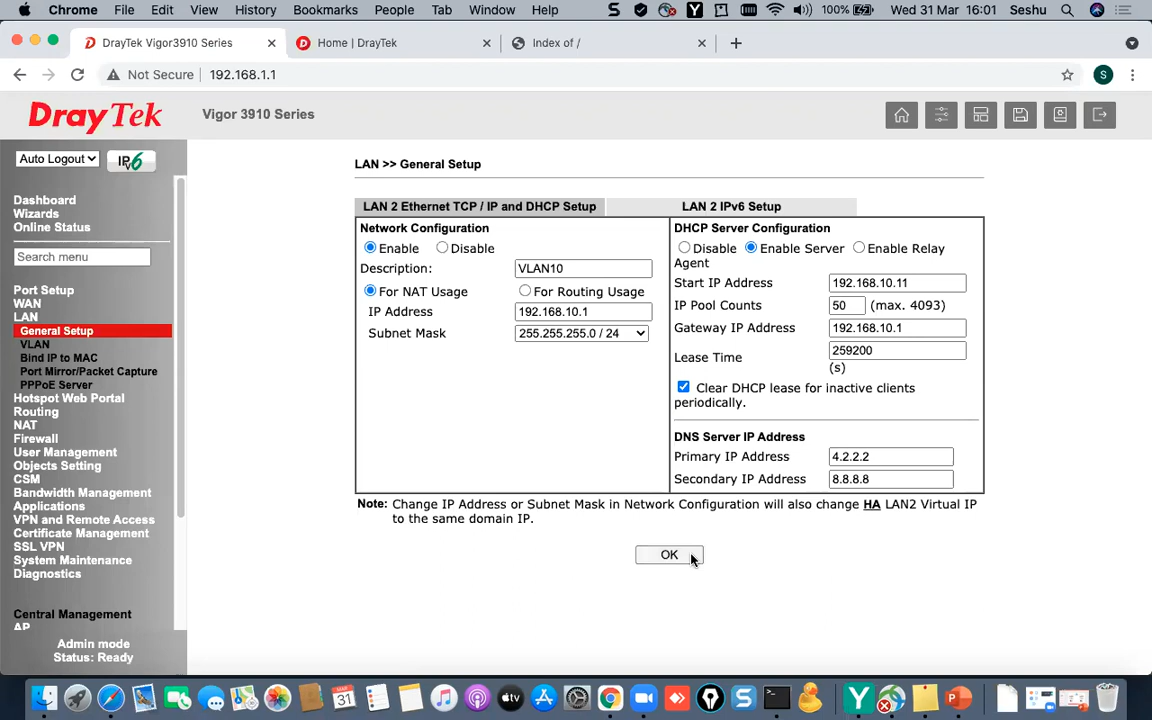 Chrome File Edit View History Bookmarks People Tab Window Help 100% Wed 31 Mar 16:01 Seshu
DrayTek Vigor3910 Series
Home | DrayTek
Index of /
Not Secure 192.168.1.1 S
DrayTek Vigor 3910 Series
Auto Logout IPv6
Dashboard
Wizards
Online Status
Search menu
Port Setup
WAN
LAN
General Setup
VLAN
Bind IP to MAC
Port Mirror/Packet Capture
PPPoE Server
Hotspot Web Portal
Routing
NAT
Firewall
User Management
Objects Setting
CSM
Bandwidth Management
Applications
VPN and Remote Access
Certificate Management
SSL VPN
System Maintenance
Diagnostics
Central Management
AP
Admin mode
Status: Ready
LAN >> General Setup
LAN 2 Ethernet TCP / IP and DHCP Setup
LAN 2 IPv6 Setup
Network Configuration
Enable Disable
Description: VLAN10
For NAT Usage For Routing Usage
IP Address 192.168.10.1
Subnet Mask 255.255.255.0 / 24
DHCP Server Configuration
Disable Enable Server Enable Relay
Agent
Start IP Address 192.168.10.11
IP Pool Counts 50 (max. 4093)
Gateway IP Address 192.168.10.1
Lease Time 259200
(s)
Clear DHCP lease for inactive clients
periodically.
DNS Server IP Address
Primary IP Address 4.2.2.2
Secondary IP Address 8.8.8.8
Note: Change IP Address or Subnet Mask in Network Configuration will also change HA LAN2 Virtual IP
to the same domain IP.
OK